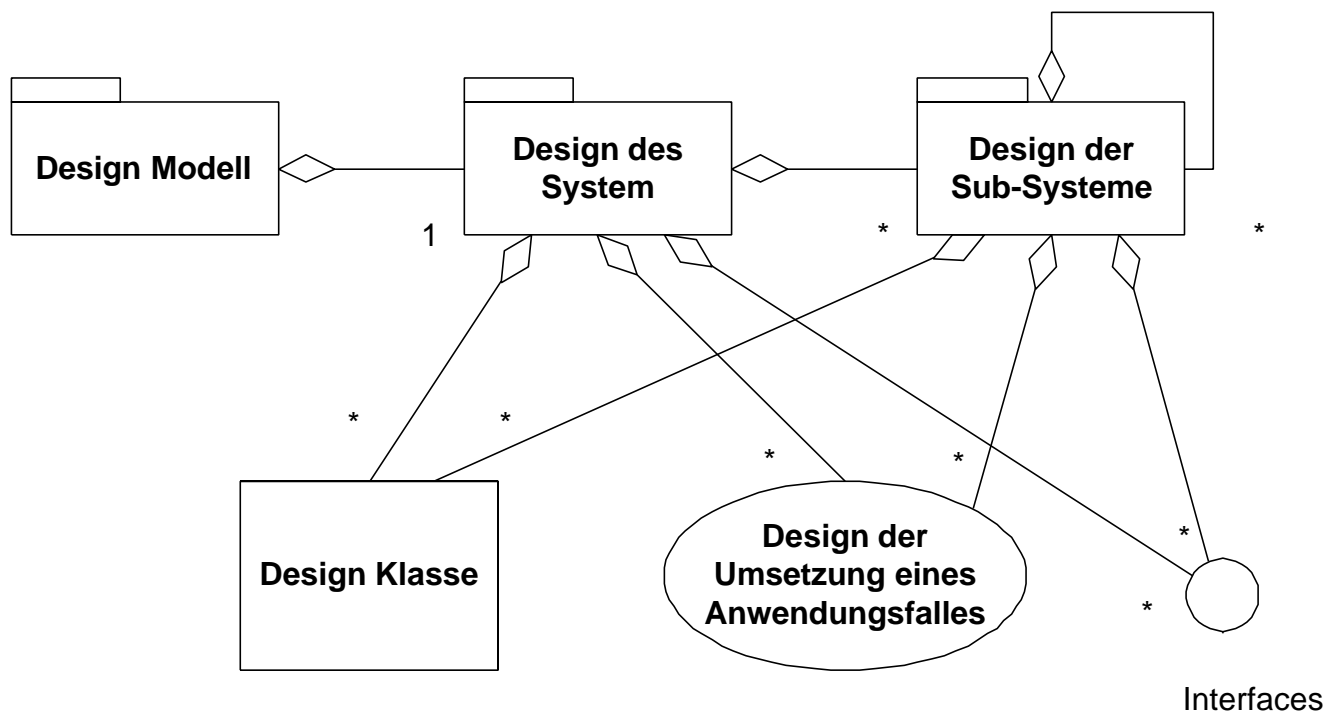 Design Modell
Design des
System
Design der
Sub-Systeme
1
*
*
*
*
*
*
*
*
Design Klasse
Design der
Umsetzung eines
Anwendungsfalles
Interfaces